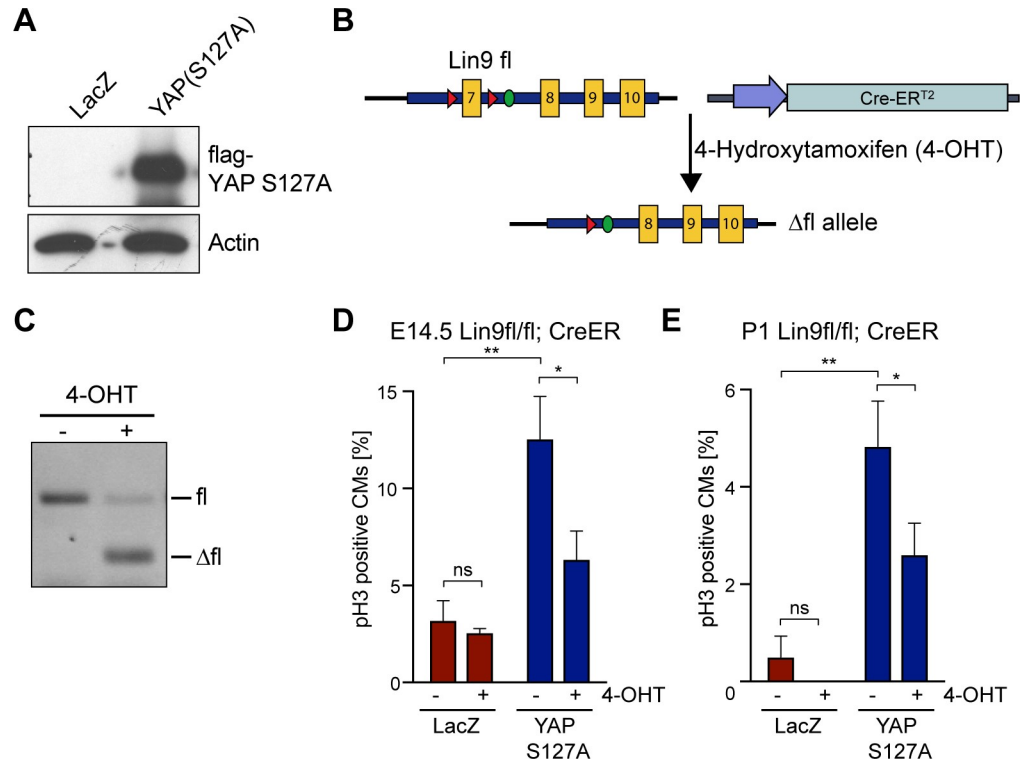 A
LacZ
YAP(S127A)
flag-
YAP S127A
Actin
B
Lin9 fl
7
8
9
10
Cre-ERT2
4-Hydroxytamoxifen (4-OHT)
8
9
10
Δfl allele
C
4-OHT
- +
fl
Δfl
D
E14.5 Lin9fl/fl; CreER
**
*
ns
pH3 positive CMs [%]
15
10
5
0
- + - + 4-OHT
LacZ YAP
S127A
E
P1 Lin9fl/fl; CreER
**
*
ns
pH3 positive CMs [%]
6
4
2
0
- + - + 4-OHT
LacZ YAP
S127A